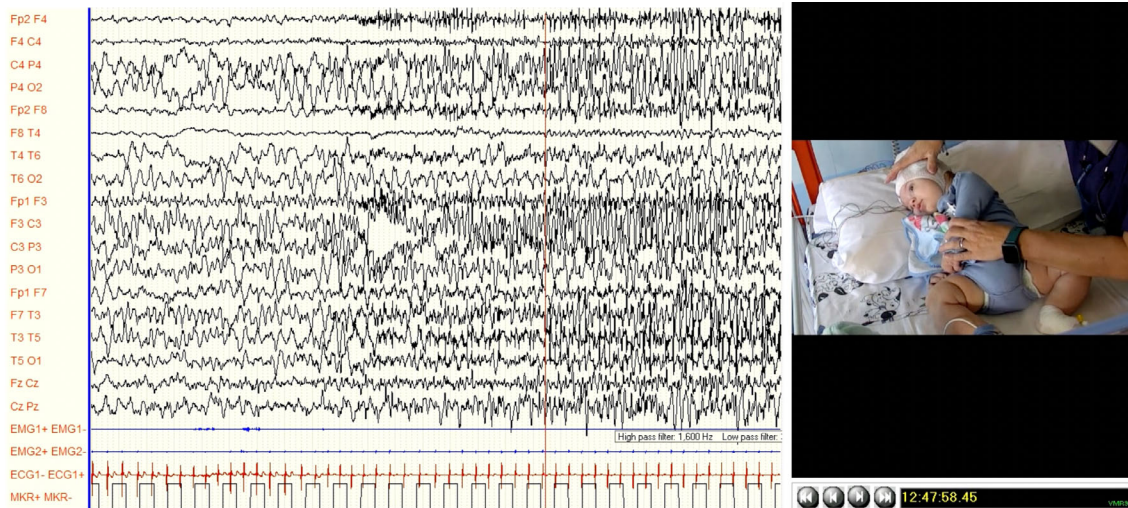 Fp2 F4
F4 C4
C4 P4
P4 O2
Fp2 F8
F8 T4
T4 T6
T6 O2
Fp1 F3
F3 C3
C3 P3
P3 O1
Fp1 F7
F7 T3
T3 T5
T5 O1
Fz Cz
Cz Pz
EMG1+ EMG1-
High pass filter: 1,600 Hz Low pass filter:
EMG2+ EMG2-
ECG1- ECG1+
MKR+ MKR-
12:47:58.45